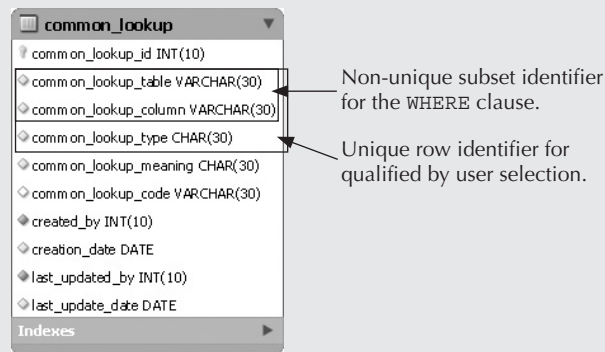 common_lookup
common_lookup_id INT(10)
common_lookup_table VARCHAR(30)
common_lookup_column VARCHAR(30)
common_lookup_type CHAR(30)
common_lookup_meaning CHAR(30)
common_lookup_code VARCHAR(30)
created_by INT(10)
creation_date DATE
last_updated_by INT(10)
last_update_date DATE
Indexes
Non-unique subset identifier
for the WHERE clause.
Unique row identifier for
qualified by user selection.